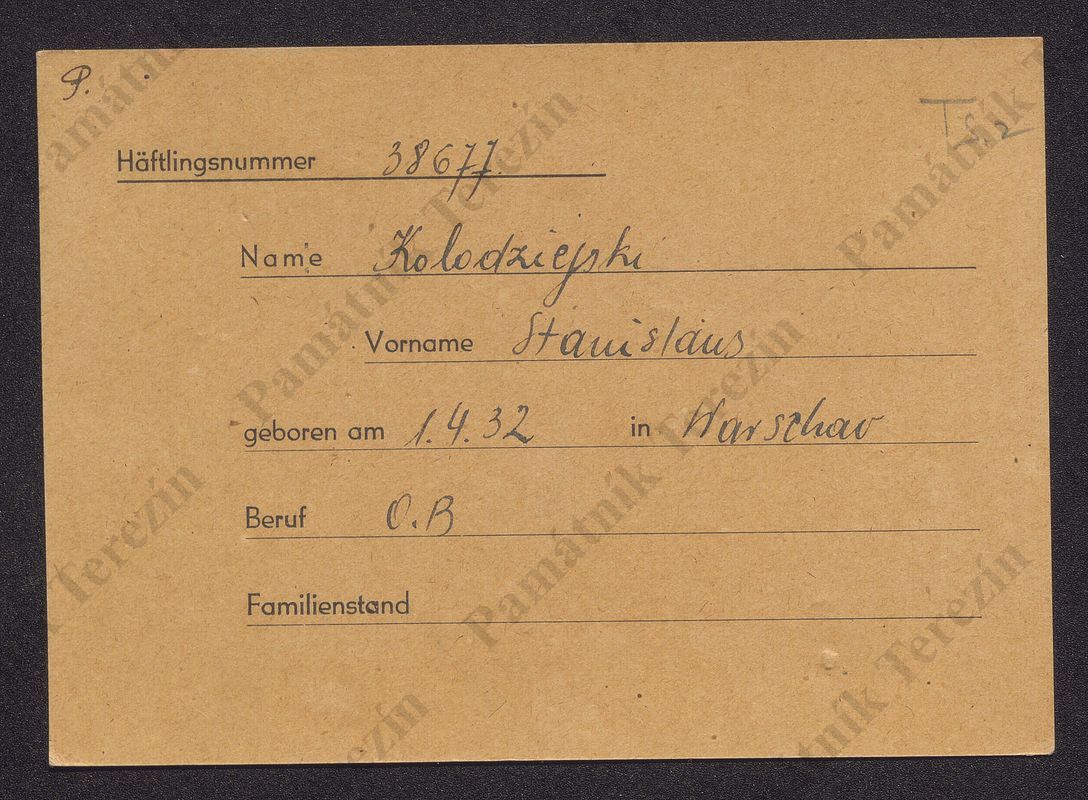 P.
Häftlingsnummer 38677
Name Kolodziejski
Vorname Stanislaus
geboren am 1.4.32 in Warschau
Beruf O.B
Familienstand
Památník Terezín